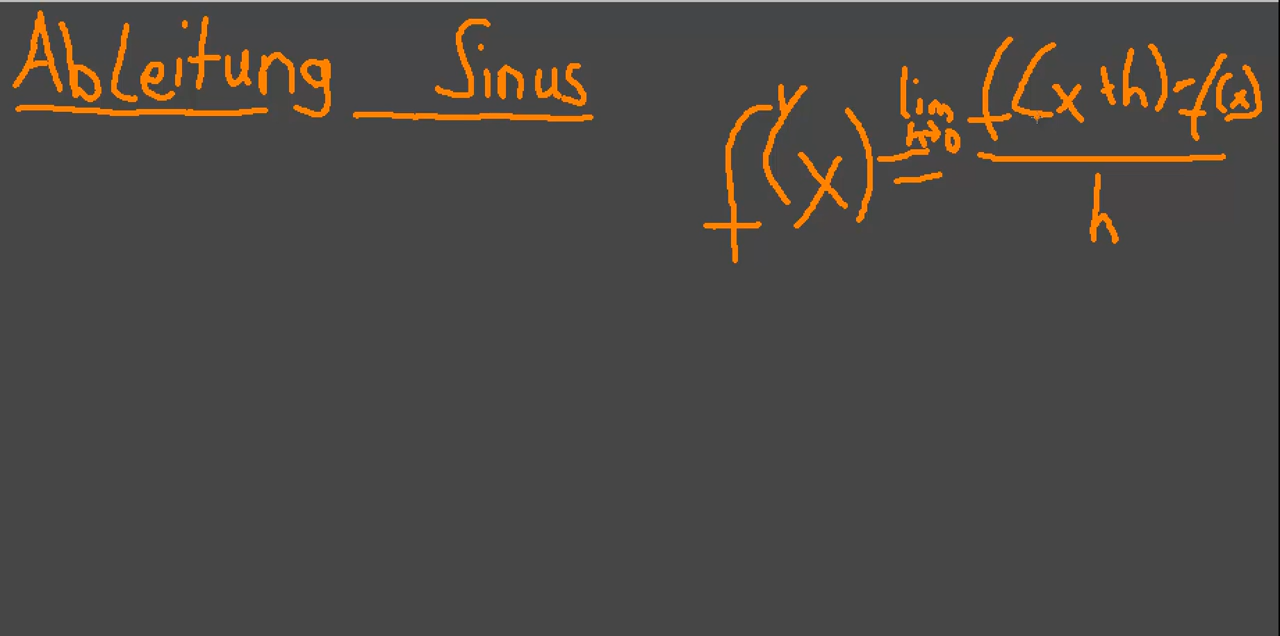 Ableitung Sinus
f'(x) = lim h→0 (f(x+h) - f(x)) / h